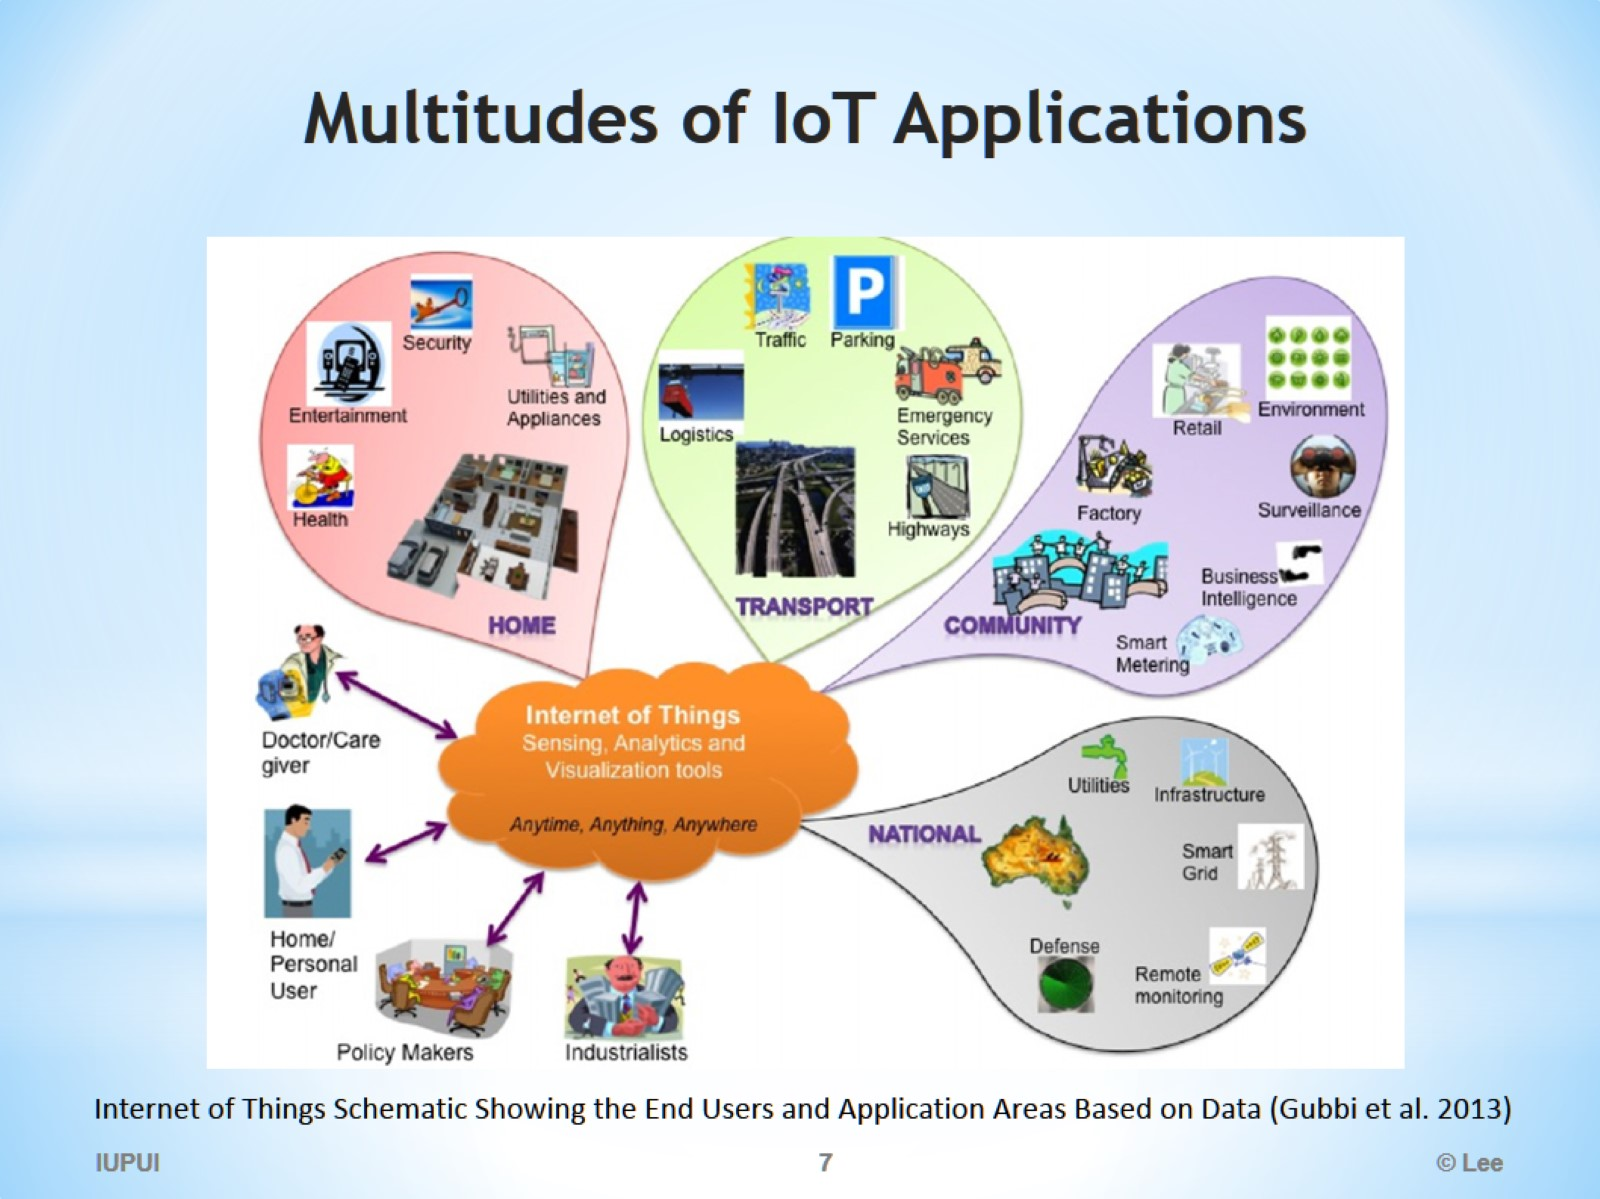 Multitudes of IoT Applications
Security
Entertainment
Utilities and
Appliances
Health
HOME
Traffic
Parking
P
Logistics
Emergency
Services
Highways
TRANSPORT
Retail
Environment
Factory
Surveillance
Business
Intelligence
Smart
Metering
COMMUNITY
Internet of Things
Sensing, Analytics and
Visualization tools
Anytime, Anything, Anywhere
Doctor/Care
giver
Home/
Personal
User
Policy Makers
Industrialists
NATIONAL
Utilities
Infrastructure
Smart
Grid
Defense
Remote
monitoring
Internet of Things Schematic Showing the End Users and Application Areas Based on Data (Gubbi et al. 2013)
IUPUI
7
© Lee